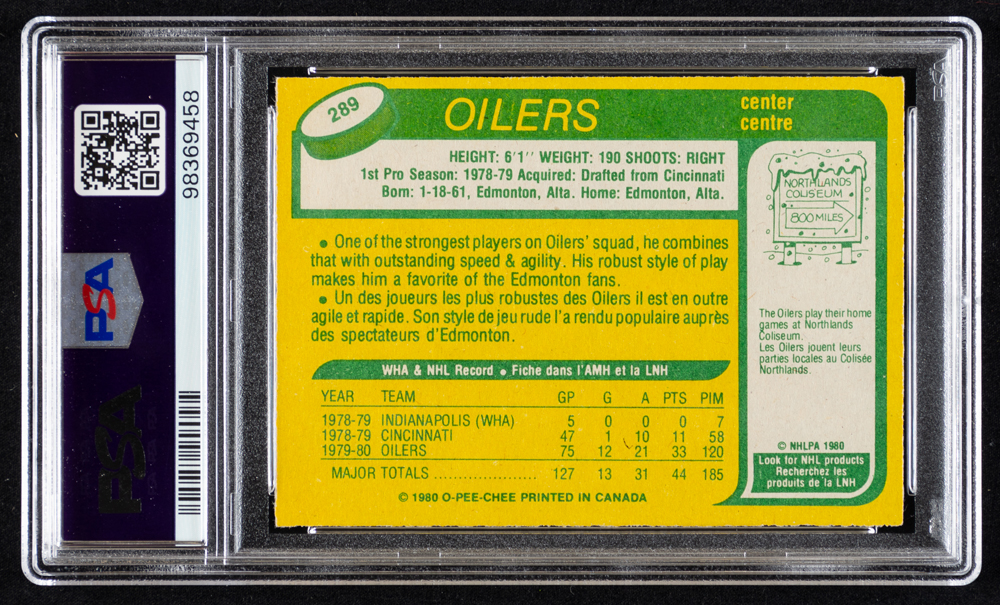 98369458
PSA
PSA
289
OILERS
center
centre
HEIGHT: 6'1'' WEIGHT: 190 SHOOTS: RIGHT
1st Pro Season: 1978-79 Acquired: Drafted from Cincinnati
Born: 1-18-61, Edmonton, Alta. Home: Edmonton, Alta.
● One of the strongest players on Oilers' squad, he combines
that with outstanding speed & agility. His robust style of play
makes him a favorite of the Edmonton fans.
● Un des joueurs les plus robustes des Oilers il est en outre
agile et rapide. Son style de jeu rude l'a rendu populaire auprès
des spectateurs d'Edmonton.
WHA & NHL Record ● Fiche dans l'AMH et la LNH
YEAR TEAM GP G A PTS PIM
1978-79 INDIANAPOLIS (WHA) 5 0 0 0 7
1978-79 CINCINNATI 47 1 10 11 58
1979-80 OILERS 75 12 21 33 120
MAJOR TOTALS ..................... 127 13 31 44 185
© 1980 O-PEE-CHEE PRINTED IN CANADA
NORTHLANDS
COLISEUM
800 MILES
The Oilers play their home
games at Northlands
Coliseum.
Les Oilers jouent leurs
parties locales au Colisée
Northlands.
© NHLPA 1980
Look for NHL products
Recherchez les
produits de la LNH